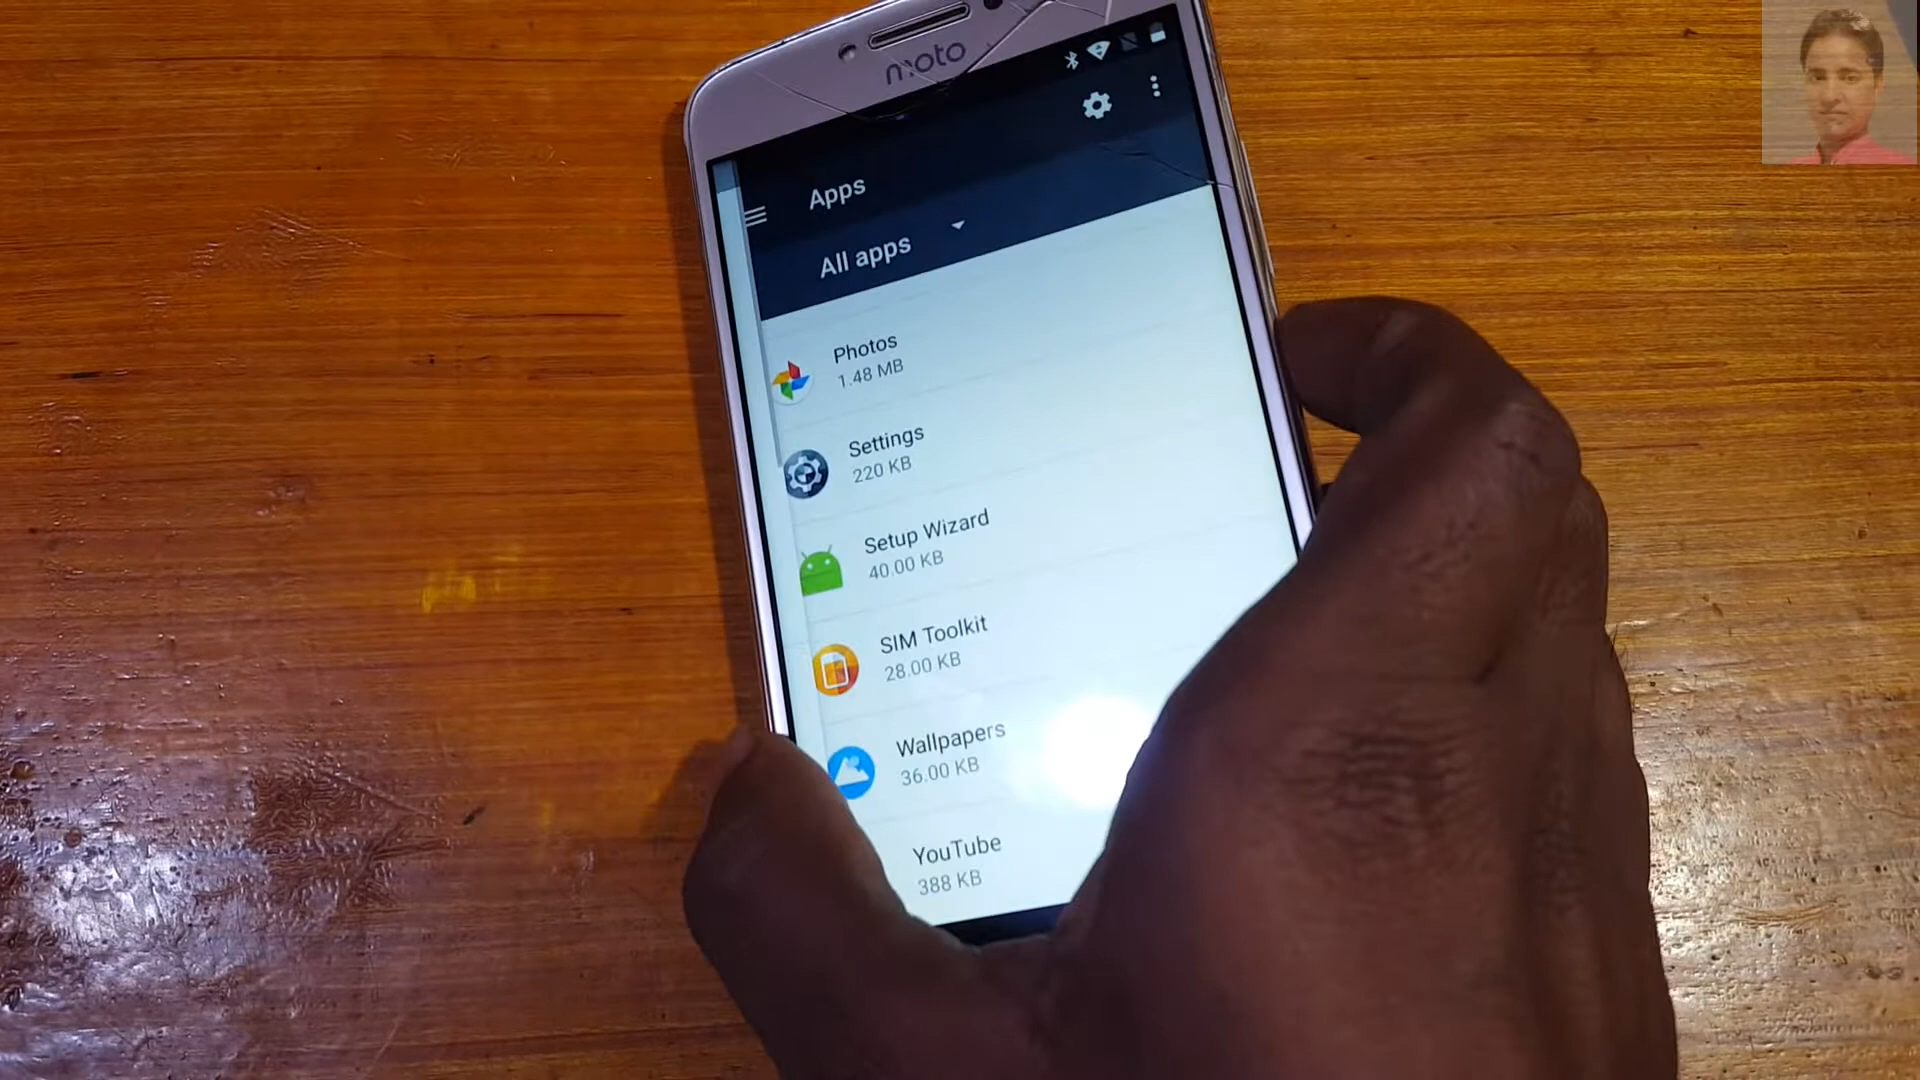 moto
Apps
All apps
Photos
1.48 MB
Settings
220 KB
Setup Wizard
40.00 KB
SIM Toolkit
28.00 KB
Wallpapers
36.00 KB
YouTube
388 KB